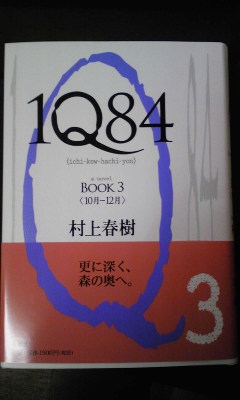 1Q84
(ichi-kew-hachi-yon)
a novel
BOOK 3
〈10月-12月〉
村上春樹
更に深く、
森の奥へ。
3